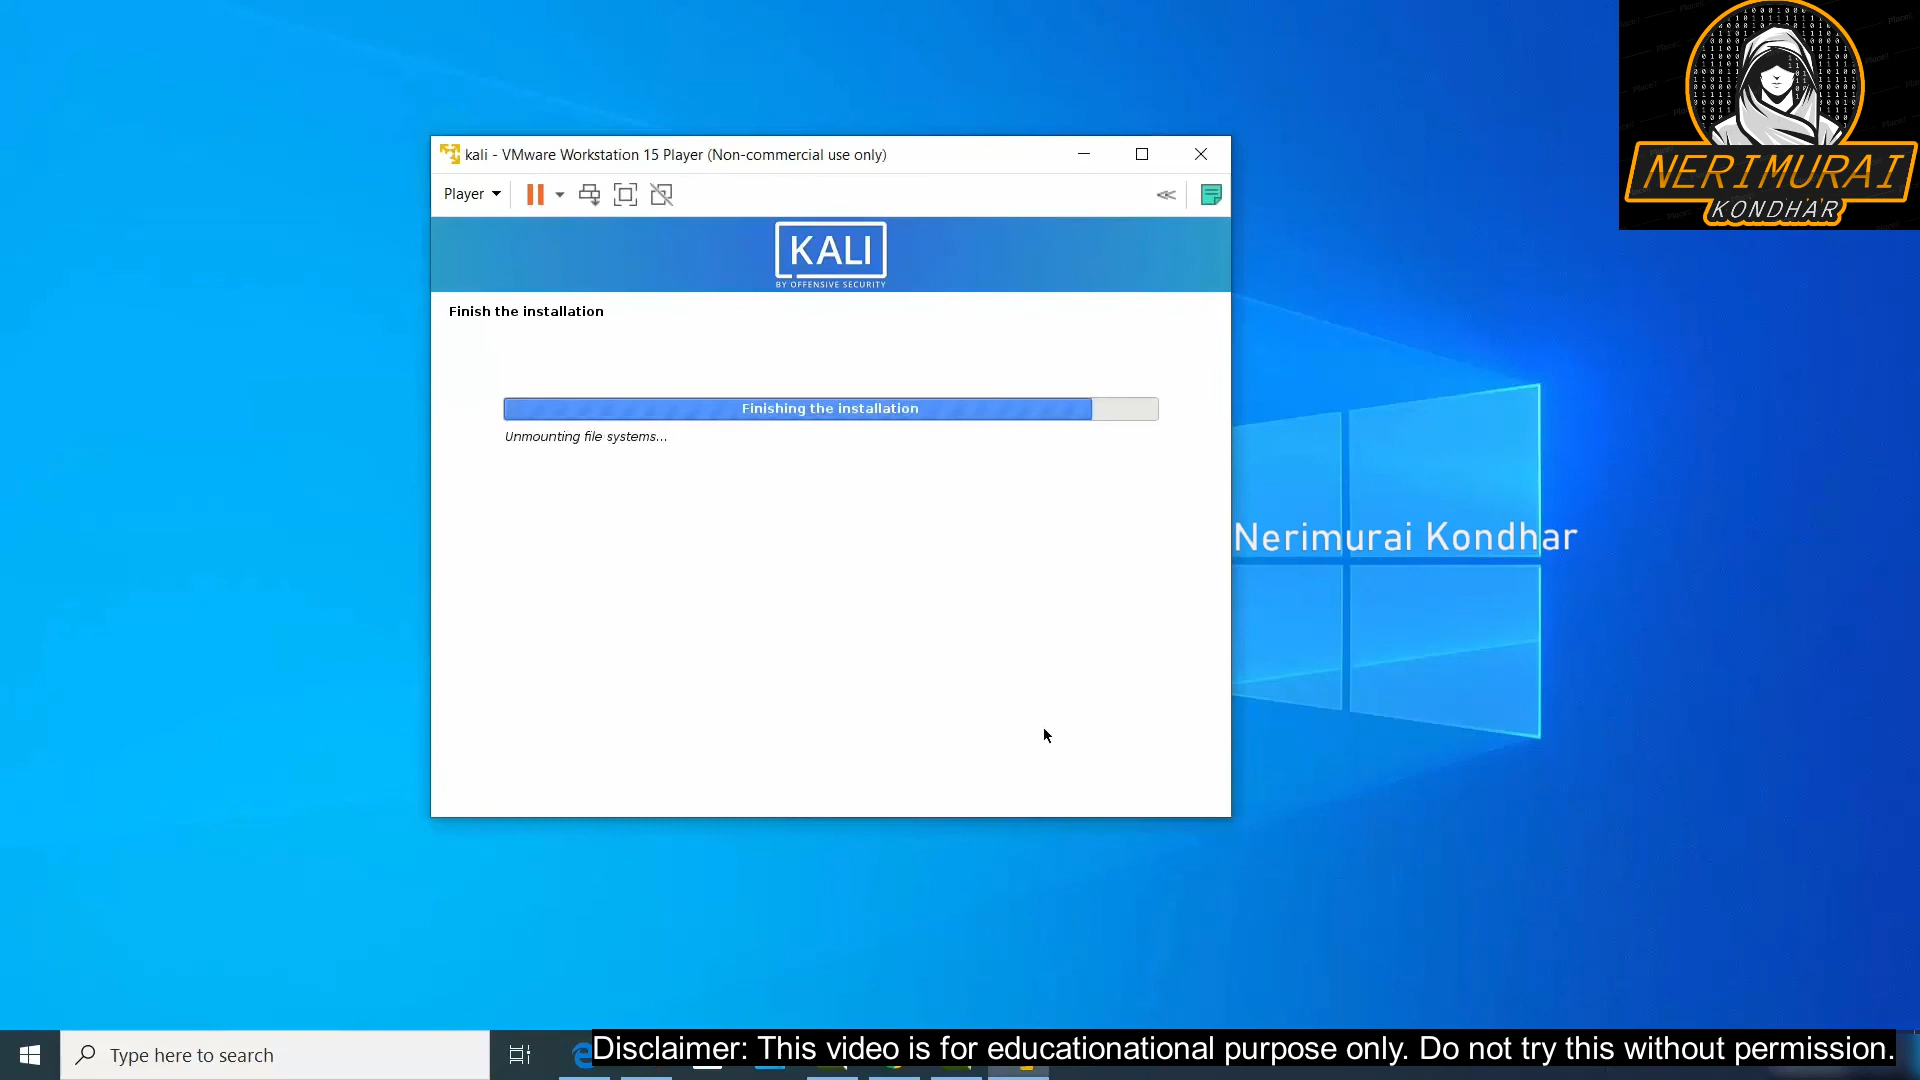 NERIMURAI
KONDHAR
kali - VMware Workstation 15 Player (Non-commercial use only)
Player
KALI
BY OFFENSIVE SECURITY
Finish the installation
Finishing the installation
Unmounting file systems...
Nerimurai Kondhar
Type here to search
Disclaimer: This video is for educationational purpose only. Do not try this without permission.